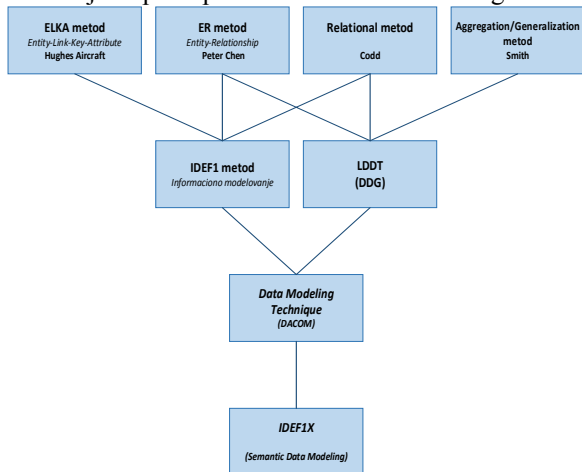 ELKA metod
Entity-Link-Key-Attribute
Hughes Aircraft
ER metod
Entity-Relationship
Peter Chen
Relational metod
Codd
Aggregation/Generalization
metod
Smith
IDEF1 metod
Informaciono modelovanje
LDDT
(DDG)
Data Modeling
Technique
(DACOM)
IDEF1X
(Semantic Data Modeling)